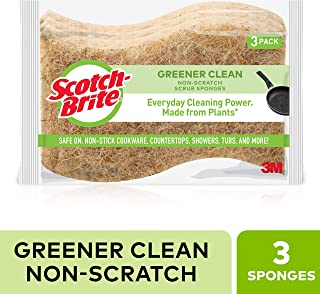 3 PACK
Scotch-
Brite
GREENER CLEAN
NON-SCRATCH
SCRUB SPONGES
Everyday Cleaning Power.
Made from Plants*
SAFE ON: NON-STICK COOKWARE, COUNTERTOPS, SHOWERS, TUBS, AND MORE!
3M
GREENER CLEAN
NON-SCRATCH
3
SPONGES